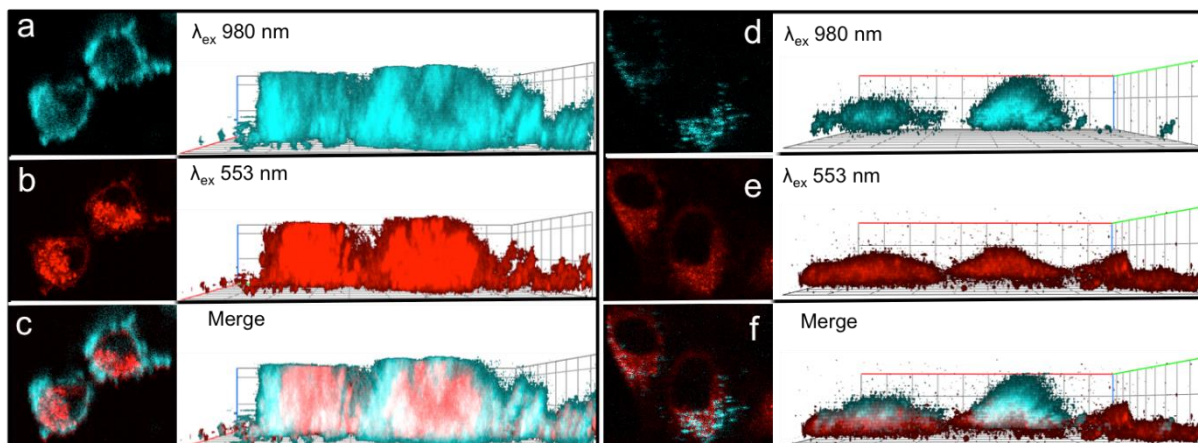 a
λex 980 nm
b
λex 553 nm
c
Merge
d
λex 980 nm
e
λex 553 nm
f
Merge